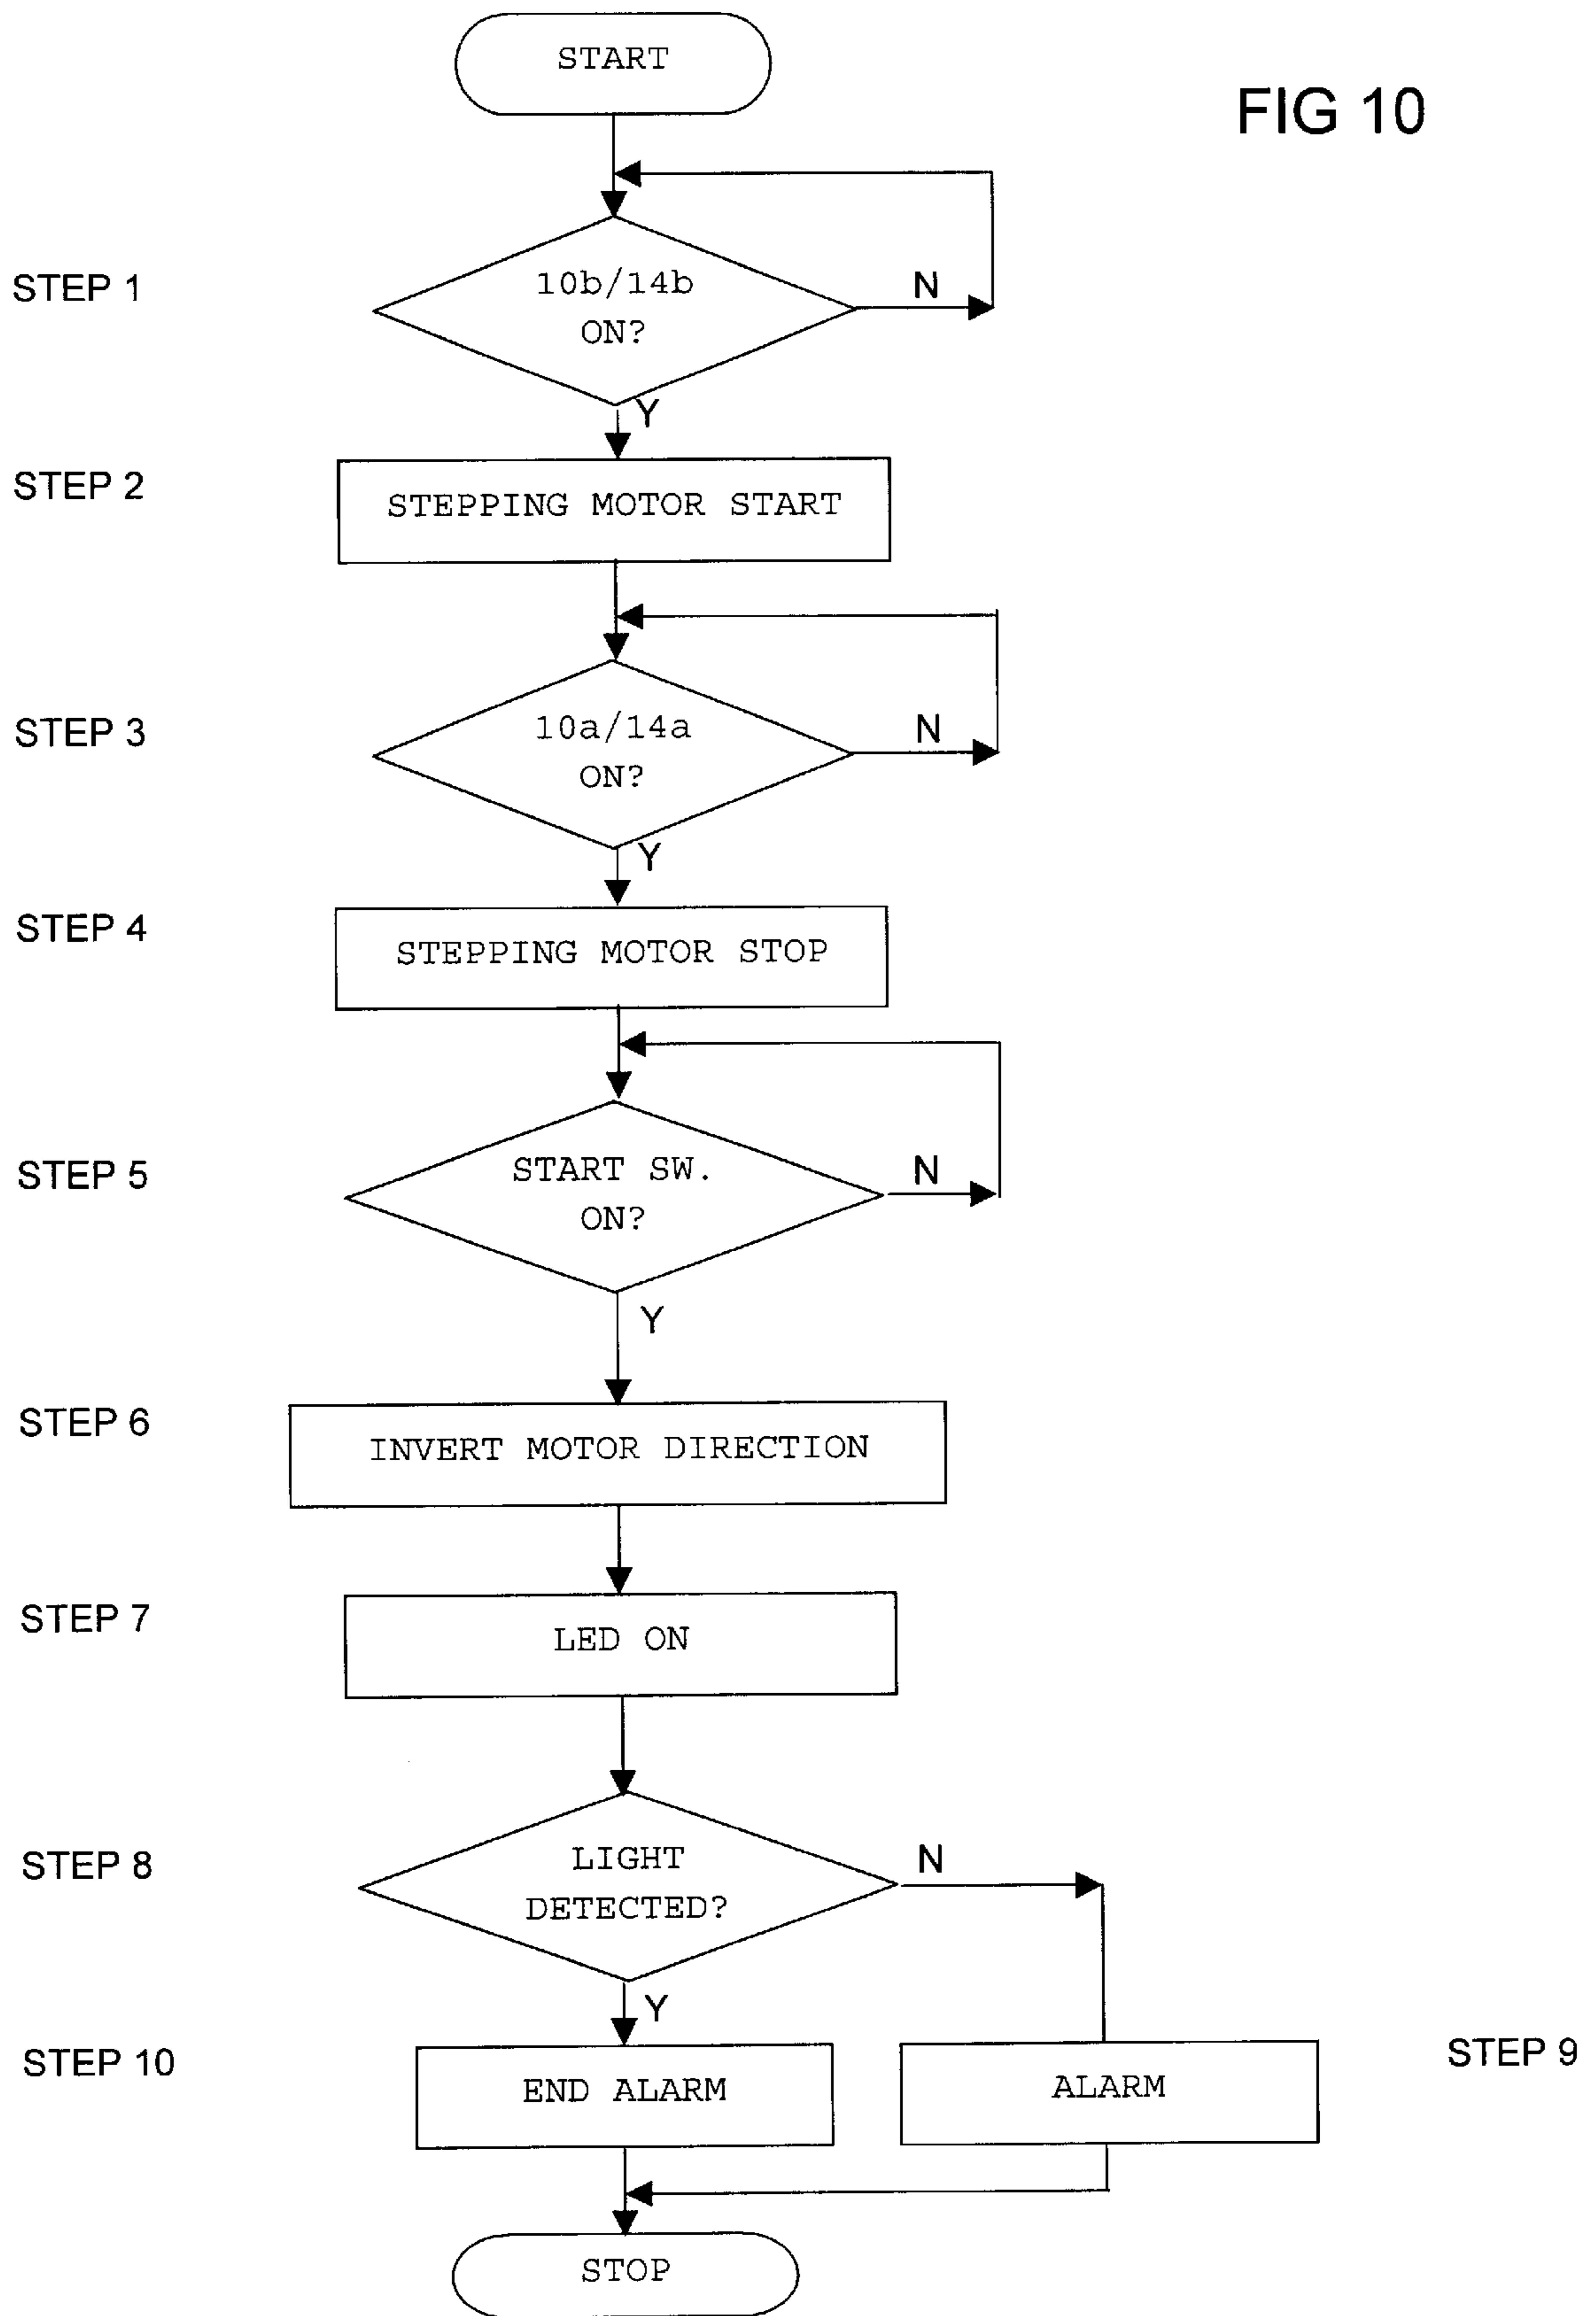 START
FIG 10
STEP 1
10b/14b
ON?
N
Y
STEP 2
STEPPING MOTOR START
STEP 3
10a/14a
ON?
N
Y
STEP 4
STEPPING MOTOR STOP
STEP 5
START SW.
ON?
N
Y
STEP 6
INVERT MOTOR DIRECTION
STEP 7
LED ON
STEP 8
LIGHT
DETECTED?
N
Y
STEP 10
END ALARM
ALARM
STEP 9
STOP